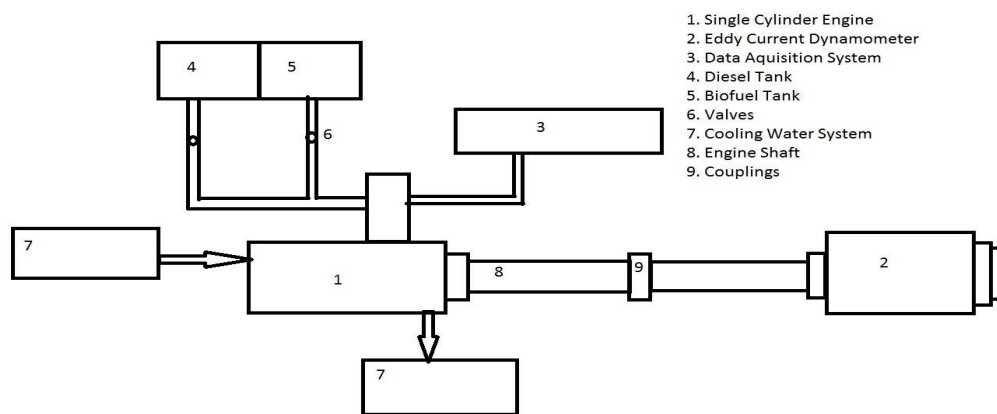 1. Single Cylinder Engine
2. Eddy Current Dynamometer
3. Data Aquisition System
4. Diesel Tank
5. Biofuel Tank
6. Valves
7. Cooling Water System
8. Engine Shaft
9. Couplings
4
5
6
3
7
1
8
9
2
7